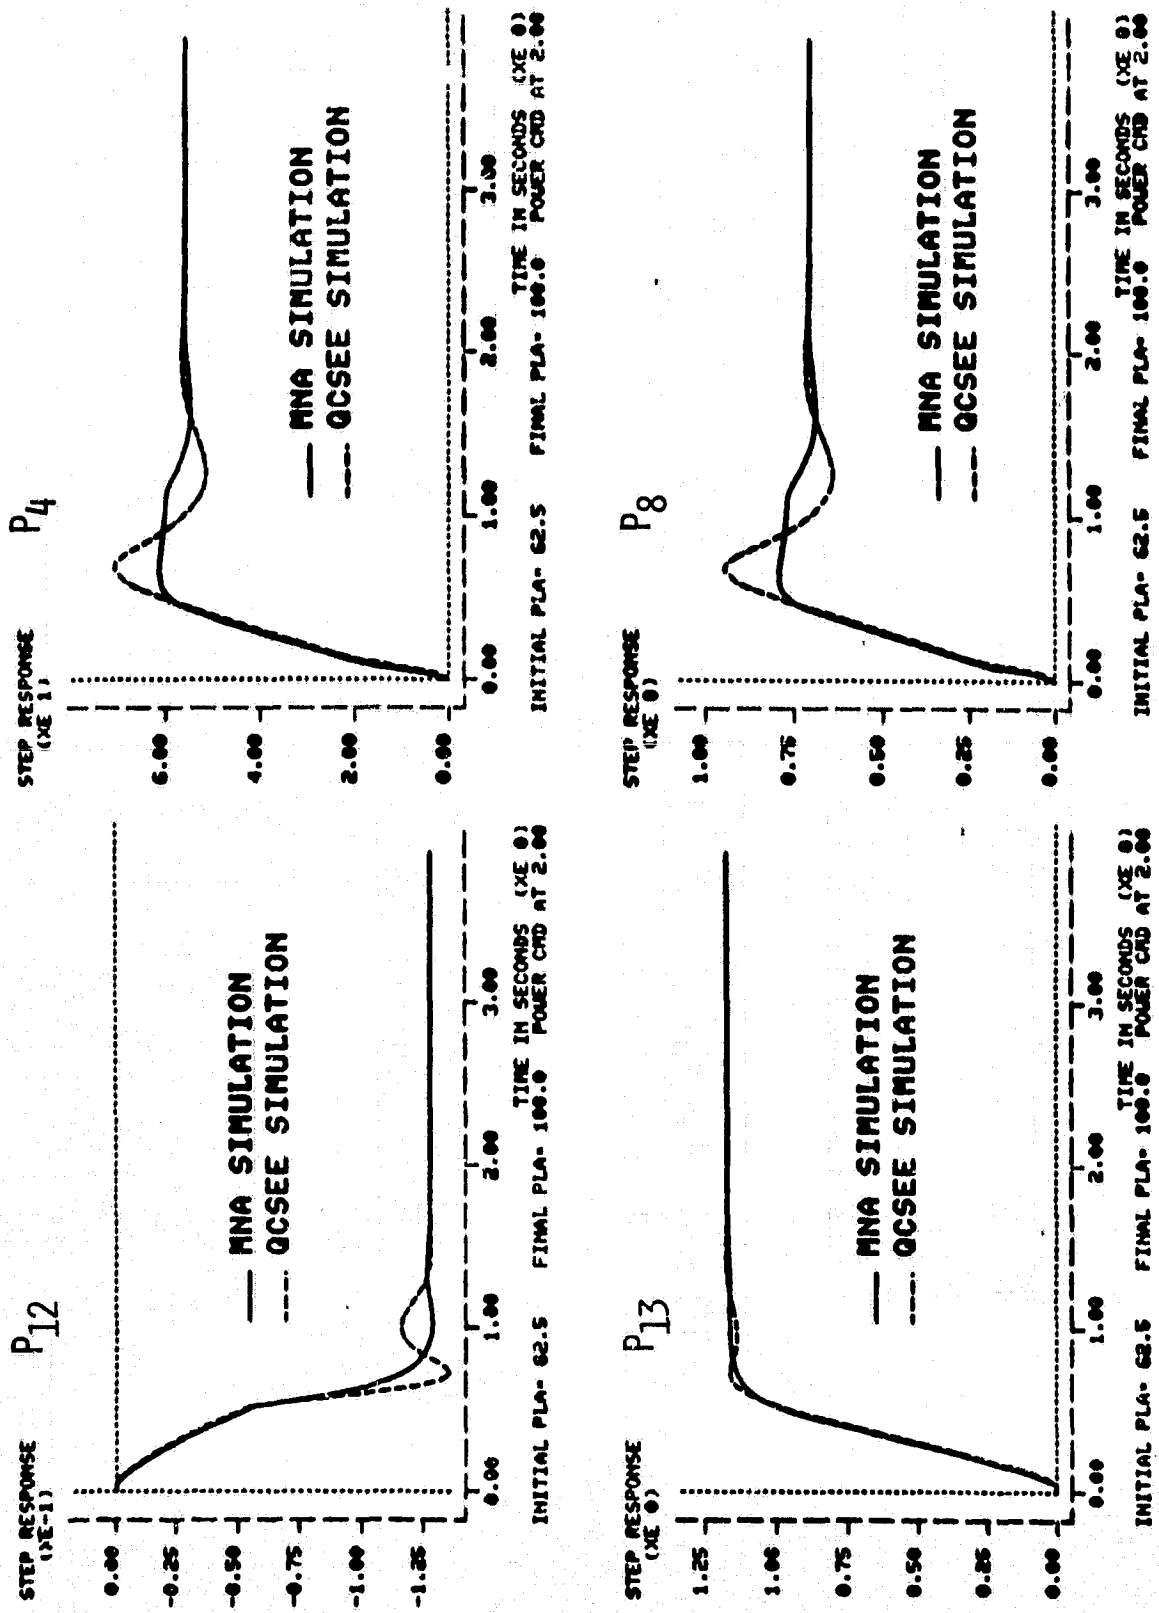 P12
STEP RESPONSE
(XE-1)
0.00
-0.25
-0.50
-0.75
-1.00
-1.25
MNA SIMULATION
QCSEE SIMULATION
0.00
1.00
2.00
3.00
TIME IN SECONDS (XE 0)
INITIAL PLA= 62.5 FINAL PLA= 100.0 POWER CMD AT 2.00
P4
STEP RESPONSE
(XE 1)
6.00
4.00
2.00
0.00
MNA SIMULATION
QCSEE SIMULATION
0.00
1.00
2.00
3.00
TIME IN SECONDS (XE 0)
INITIAL PLA= 62.5 FINAL PLA= 100.0 POWER CMD AT 2.00
P13
STEP RESPONSE
(XE 0)
1.25
1.00
0.75
0.50
0.25
0.00
MNA SIMULATION
QCSEE SIMULATION
0.00
1.00
2.00
3.00
TIME IN SECONDS (XE 0)
INITIAL PLA= 62.5 FINAL PLA= 100.0 POWER CMD AT 2.00
P8
STEP RESPONSE
(XE 0)
1.00
0.75
0.50
0.25
0.00
MNA SIMULATION
QCSEE SIMULATION
0.00
1.00
2.00
3.00
TIME IN SECONDS (XE 0)
INITIAL PLA= 62.5 FINAL PLA= 100.0 POWER CMD AT 2.00